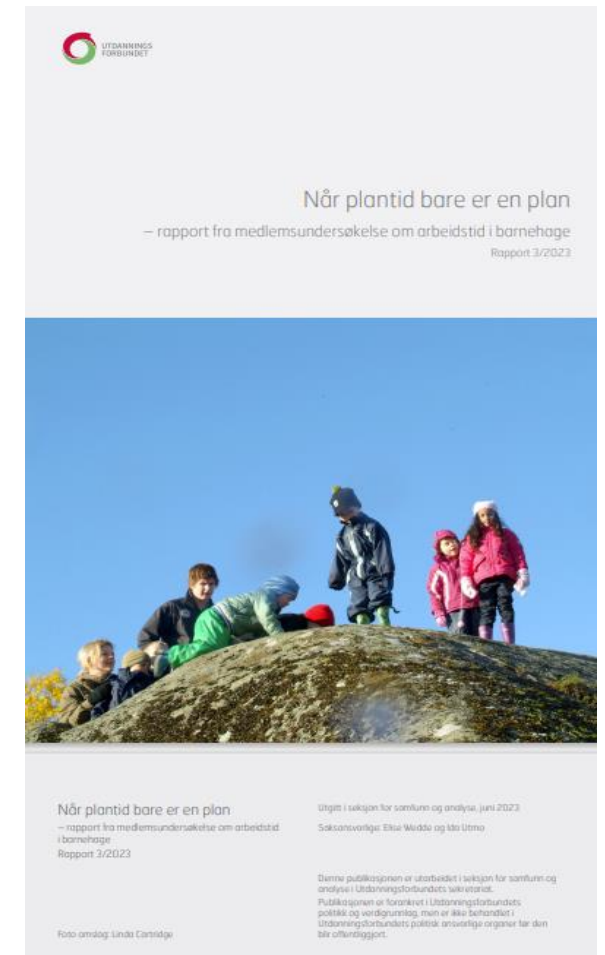 UTDANNINGS
FORBUNDET
Når plantid bare er en plan
– rapport fra medlemsundersøkelse om arbeidstid i barnehage
Rapport 3/2023
Når plantid bare er en plan
– rapport fra medlemsundersøkelse om arbeidstid
i barnehage
Rapport 3/2023
Foto omslag: Linda Cartridge
Utgitt i seksjon for samfunn og analyse, juni 2023
Saksansvarlige: Elise Wedde og Ida Utmo
Denne publikasjonen er utarbeidet i seksjon for samfunn og
analyse i Utdanningsforbundets sekretariat.
Publikasjonen er forankret i Utdanningsforbundets
politikk og verdigrunnlag, men er ikke behandlet i
Utdanningsforbundets politisk ansvarlige organer før den
blir offentliggjort.